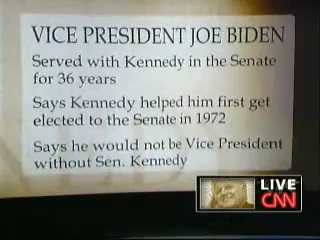 VICE PRESIDENT JOE BIDEN
Served with Kennedy in the Senate
for 36 years
Says Kennedy helped him first get
elected to the Senate in 1972
Says he would not be Vice President
without Sen. Kennedy
LIVE
CNN